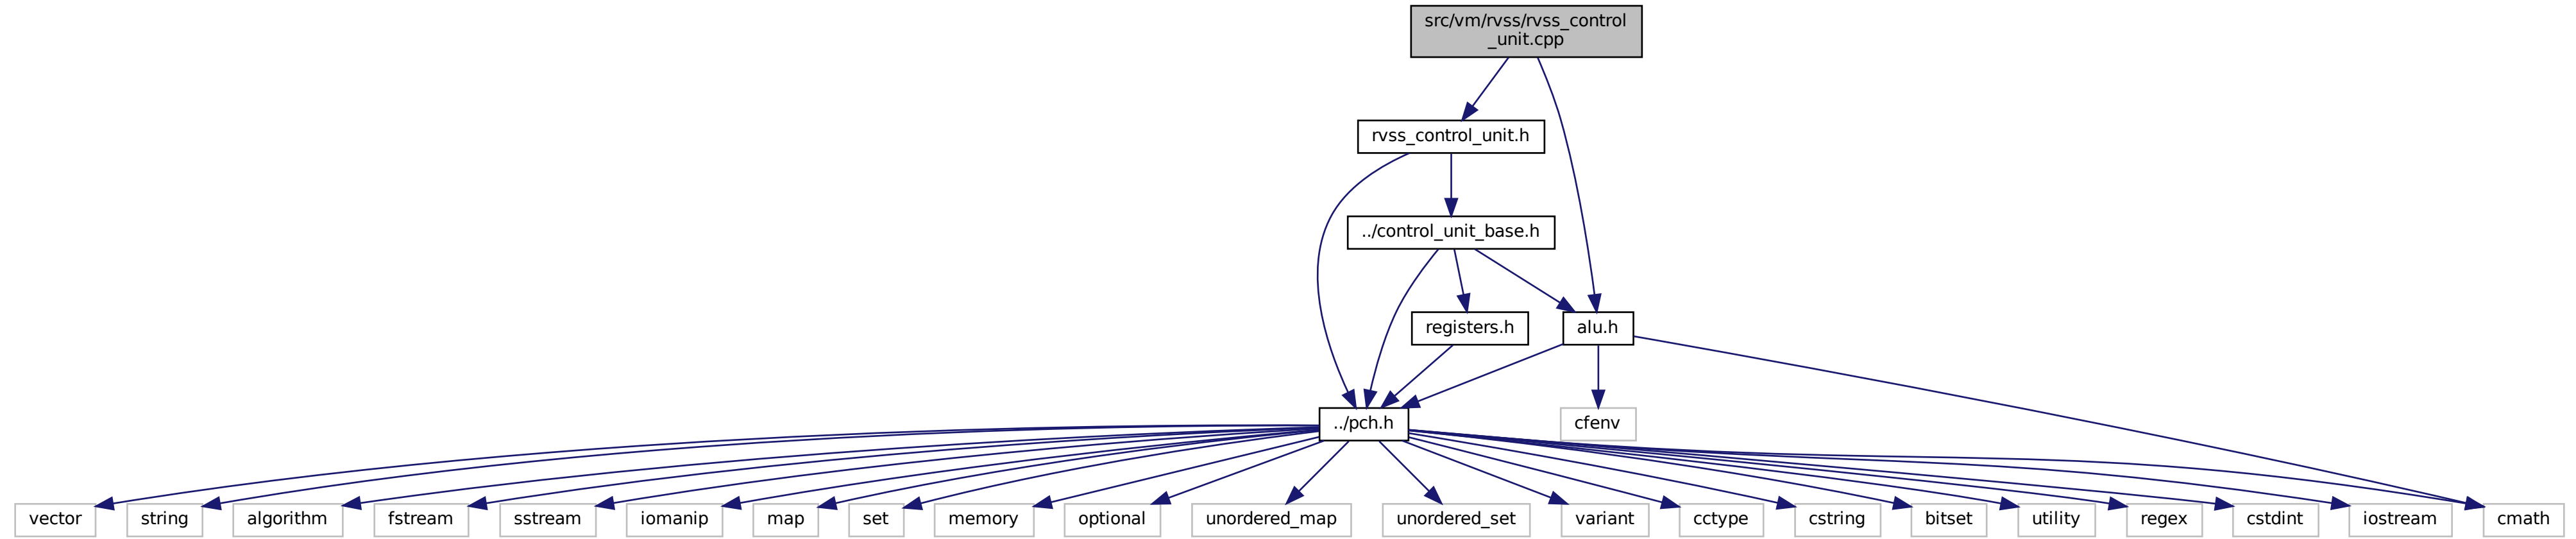 src/vm/rvss/rvss_control
_unit.cpp
rvss_control_unit.h
../control_unit_base.h
registers.h
alu.h
../pch.h
cfenv
vector
string
algorithm
fstream
sstream
iomanip
map
set
memory
optional
unordered_map
unordered_set
variant
cctype
cstring
bitset
utility
regex
cstdint
iostream
cmath